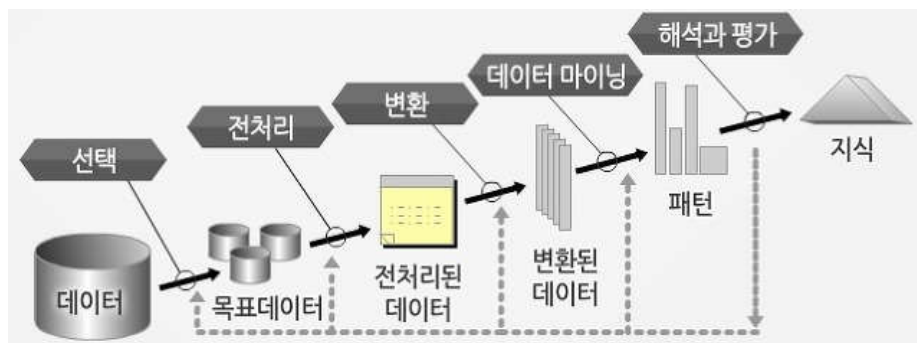 해석과 평가
데이터 마이닝
변환
전처리
선택
지식
패턴
변환된
데이터
전처리된
데이터
목표데이터
데이터